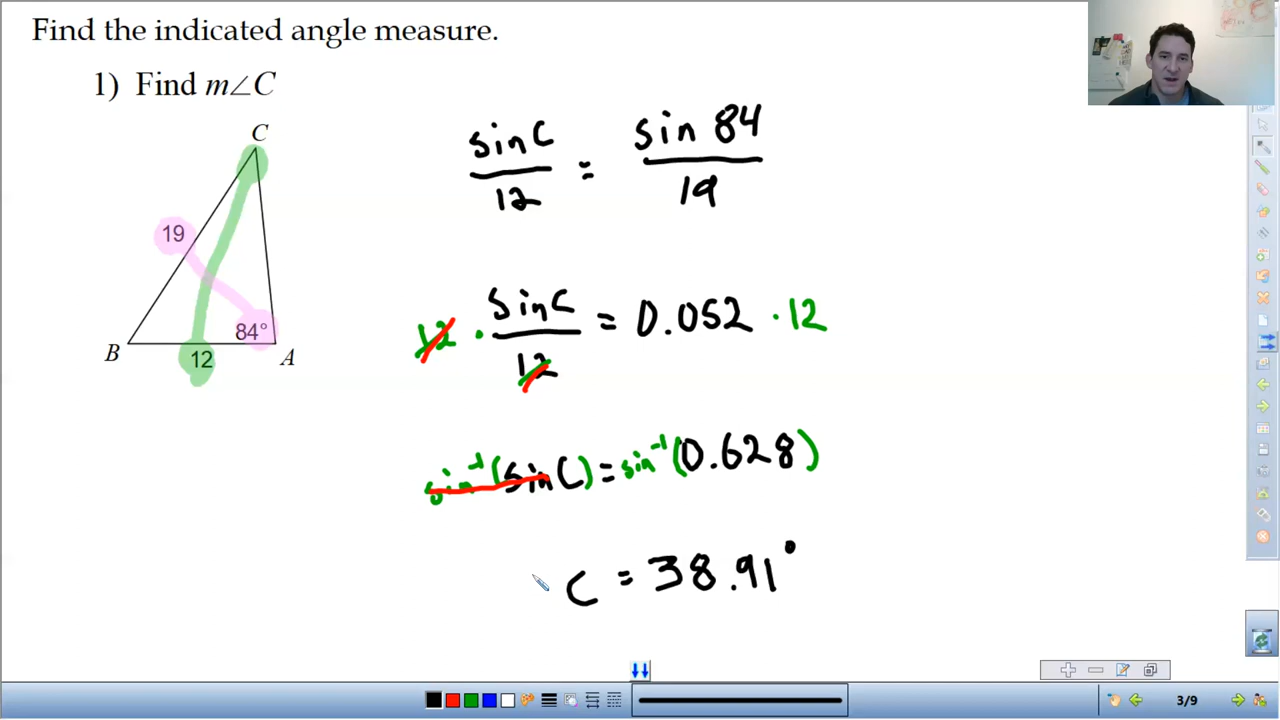 Find the indicated angle measure.
1) Find m∠C
C
19
84°
B
12
A
sin C / 12 = sin 84 / 19
12 · sin C / 12 = 0.052 · 12
sin⁻¹(sin C) = sin⁻¹(0.628)
C = 38.91°
3/9